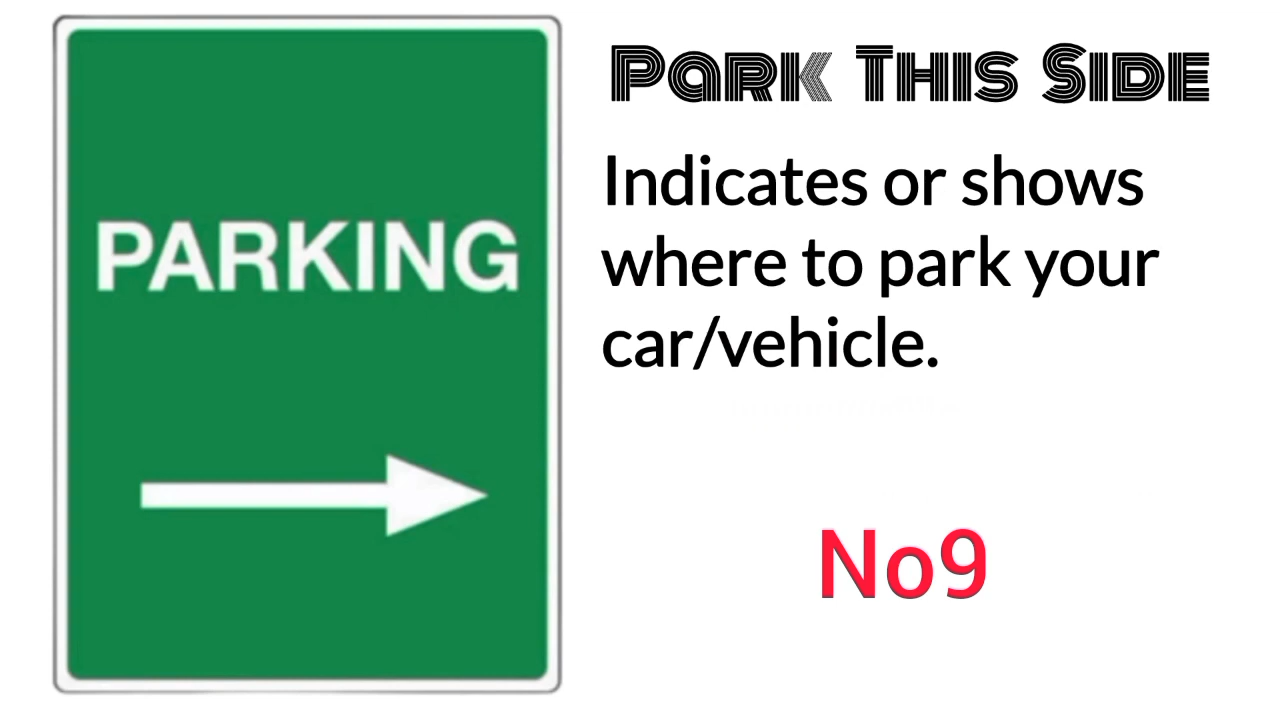 PARKING
Park This Side
Indicates or shows
where to park your
car/vehicle.
No9